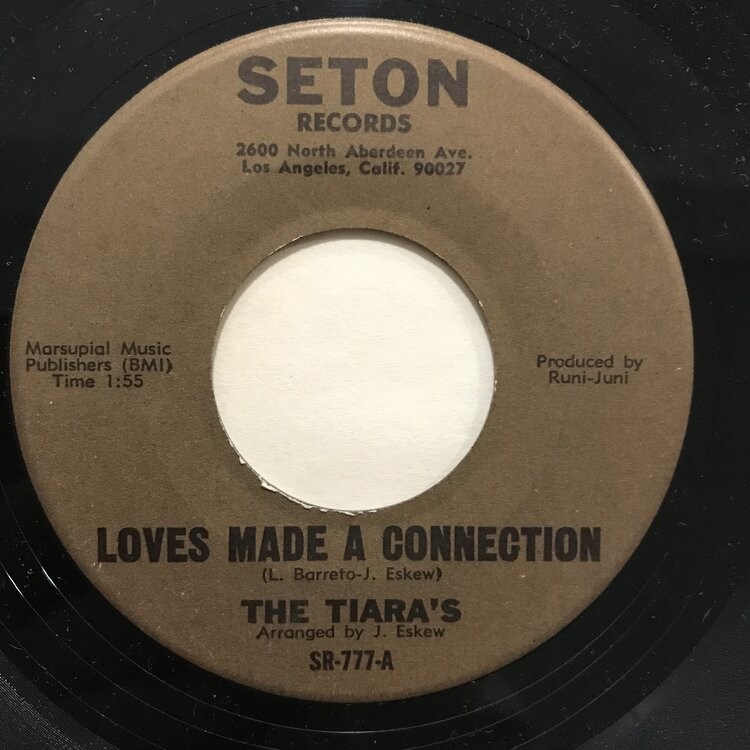 SETON
RECORDS
2600 North Aberdeen Ave.
Los Angeles, Calif. 90027
Marsupial Music
Publishers (BMI)
Time 1:55
Produced by
Runi-Juni
LOVES MADE A CONNECTION
(L. Barreto-J. Eskew)
THE TIARA'S
Arranged by J. Eskew
SR-777-A